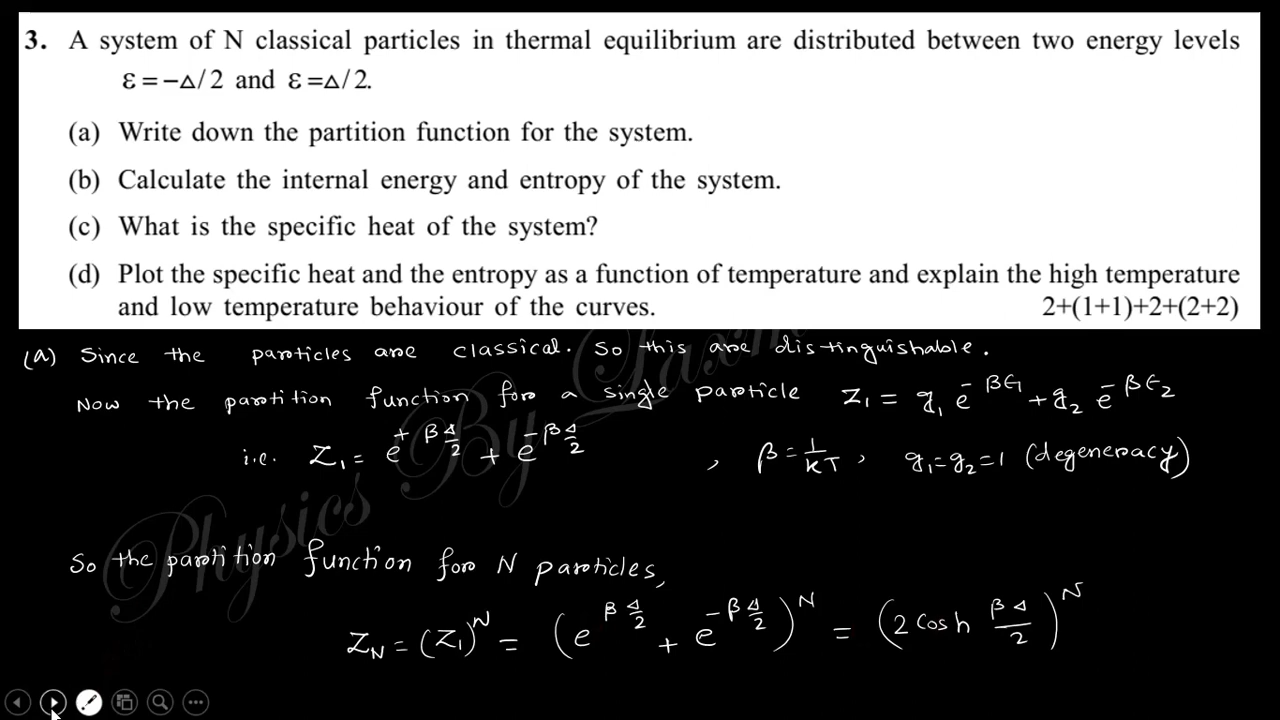 3. A system of N classical particles in thermal equilibrium are distributed between two energy levels
ε = −Δ/2 and ε = Δ/2.
(a) Write down the partition function for the system.
(b) Calculate the internal energy and entropy of the system.
(c) What is the specific heat of the system?
(d) Plot the specific heat and the entropy as a function of temperature and explain the high temperature
and low temperature behaviour of the curves. 2+(1+1)+2+(2+2)
(a) Since the particles are classical. So this are distinguishable.
Now the partition function for a single particle Z₁ = g₁ e^(−βε₁) + g₂ e^(−βε₂)
i.e. Z₁ = e^(+βΔ/2) + e^(−βΔ/2) , β = 1/kT , g₁=g₂=1 (degeneracy)
So the partition function for N particles,
Z_N = (Z₁)^N = (e^(βΔ/2) + e^(−βΔ/2))^N = (2 cosh βΔ/2)^N
Physics By Laxm